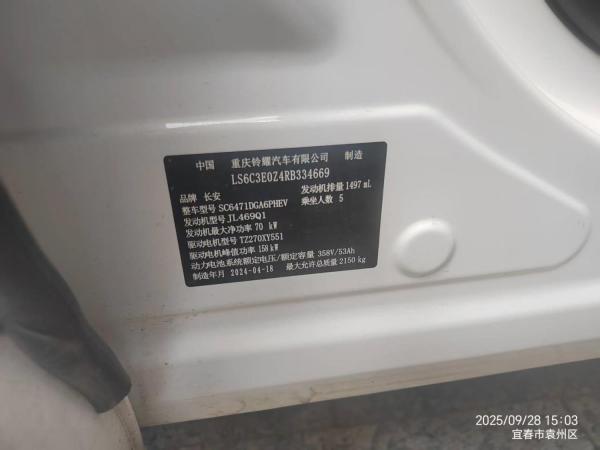 中国 重庆铃耀汽车有限公司 制造
LS6C3E0Z4RB334669
品牌 长安 发动机排量 1497 mL
整车型号 SC6471DGA6PHEV 乘坐人数 5
发动机型号 JL469Q1
发动机最大净功率 70 kW
驱动电机型号 TZ270XY551
驱动电机峰值功率 158 kW
动力电池系统额定电压/额定容量 358V/53Ah
制造年月 2024-04-18 最大允许总质量 2150 kg
2025/09/28 15:03
宜春市袁州区